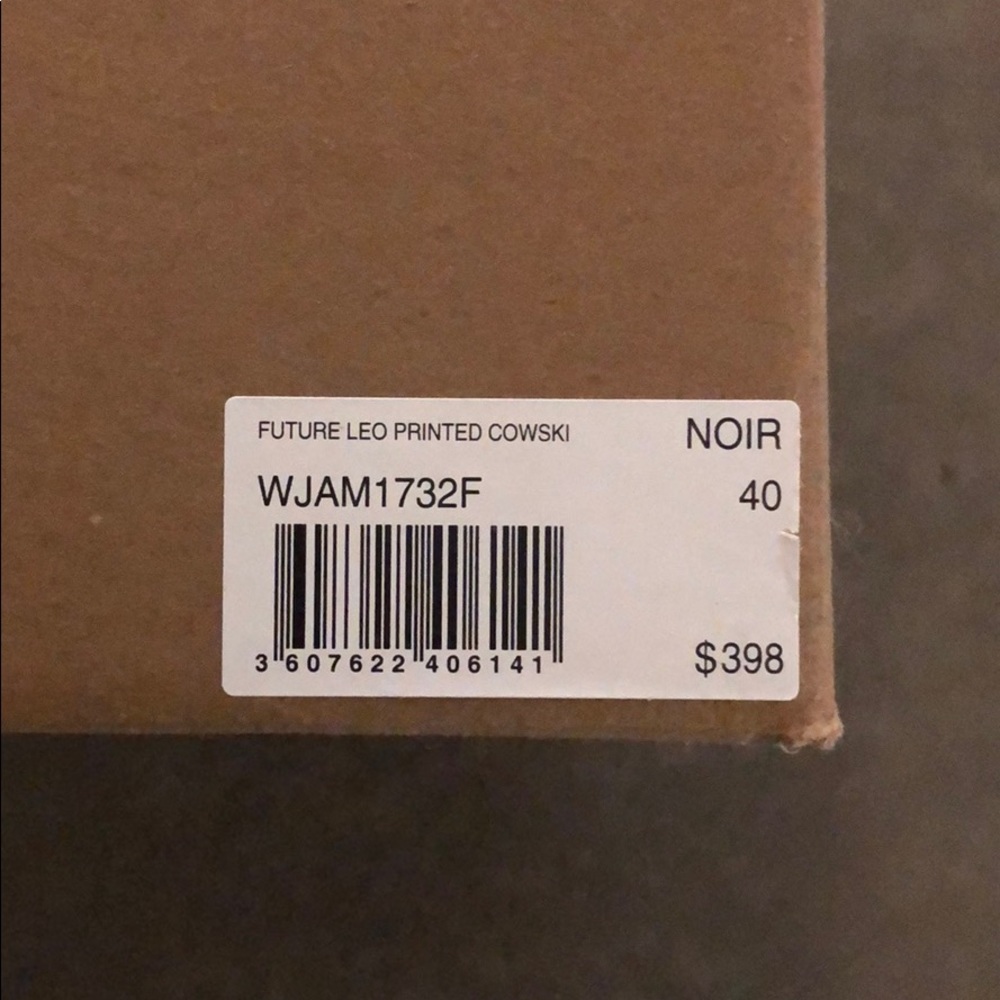 FUTURE LEO PRINTED COWSKI
NOIR
WJAM1732F
40
3 607622 406141
$398